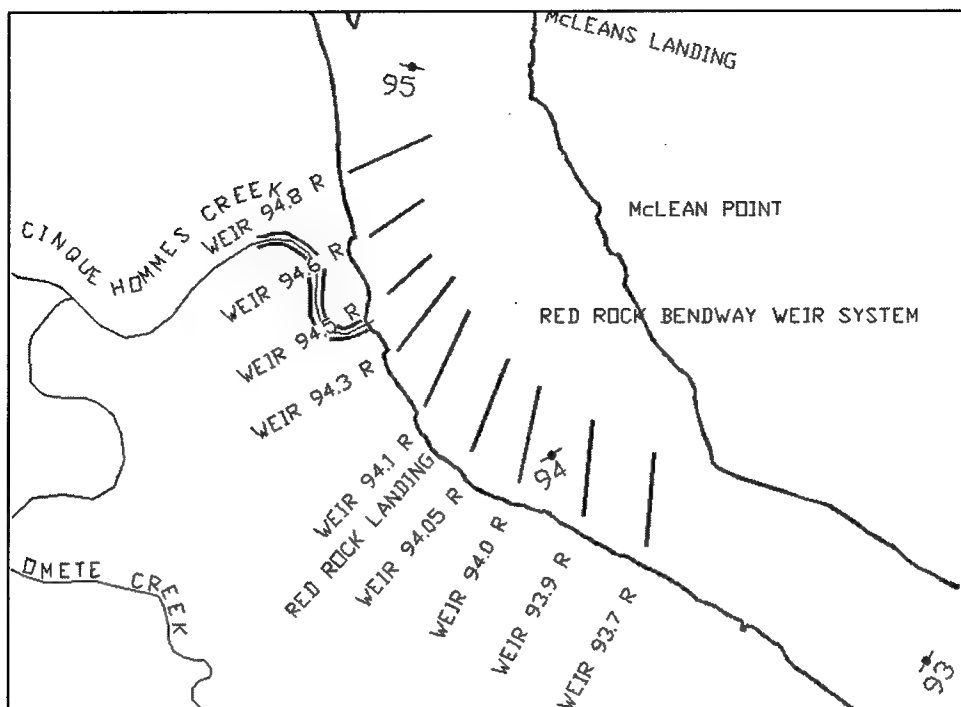 McLEANS LANDING
95
McLEAN POINT
CINQUE HOMMES CREEK
WEIR 94.8 R
WEIR 94.6 R
RED ROCK BENDWAY WEIR SYSTEM
WEIR 94.5 R
WEIR 94.3 R
94
WEIR 94.1 R
RED ROCK LANDING
WEIR 94.05 R
WEIR 94.0 R
WEIR 93.9 R
WEIR 93.7 R
OMETE CREEK
93